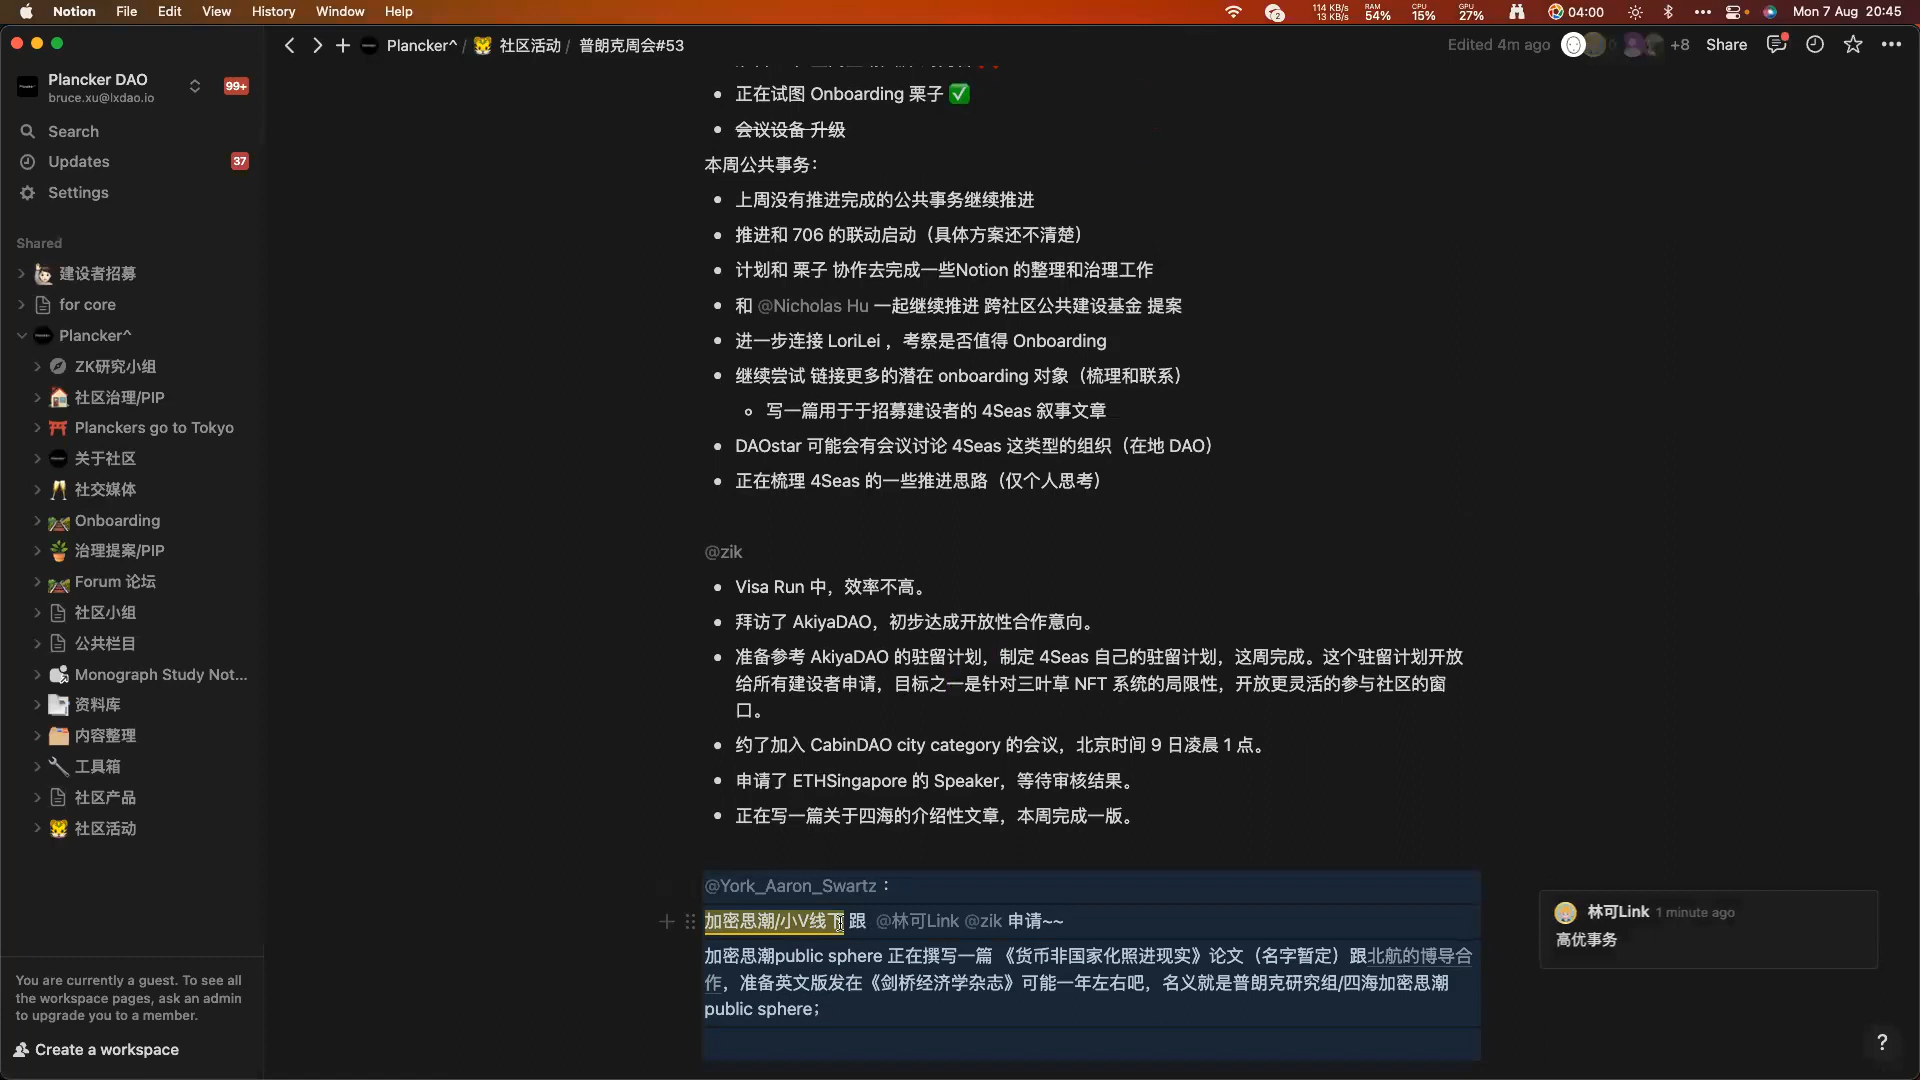 Notion File Edit View History Window Help
2
114 KB/s
13 KB/s
RAM
54%
CPU
15%
GPU
27%
04:00
Mon 7 Aug 20:45
Plancker^ / 社区活动 / 普朗克周会#53
Edited 4m ago
+8
Share
Plancker DAO
bruce.xu@lxdao.io
99+
Search
Updates
37
Settings
Shared
建设者招募
for core
Plancker^
ZK研究小组
社区治理/PIP
Planckers go to Tokyo
关于社区
社交媒体
Onboarding
治理提案/PIP
Forum 论坛
社区小组
公共栏目
Monograph Study Not...
资料库
内容整理
工具箱
社区产品
社区活动
You are currently a guest. To see all
the workspace pages, ask an admin
to upgrade you to a member.
Create a workspace
正在试图 Onboarding 栗子
会议设备 升级
本周公共事务：
上周没有推进完成的公共事务继续推进
推进和 706 的联动启动（具体方案还不清楚）
计划和 栗子 协作去完成一些Notion 的整理和治理工作
和 @Nicholas Hu 一起继续推进 跨社区公共建设基金 提案
进一步连接 LoriLei ，考察是否值得 Onboarding
继续尝试 链接更多的潜在 onboarding 对象（梳理和联系）
写一篇用于于招募建设者的 4Seas 叙事文章
DAOstar 可能会有会议讨论 4Seas 这类型的组织（在地 DAO）
正在梳理 4Seas 的一些推进思路（仅个人思考）
@zik
Visa Run 中，效率不高。
拜访了 AkiyaDAO，初步达成开放性合作意向。
准备参考 AkiyaDAO 的驻留计划，制定 4Seas 自己的驻留计划，这周完成。这个驻留计划开放
给所有建设者申请，目标之一是针对三叶草 NFT 系统的局限性，开放更灵活的参与社区的窗
口。
约了加入 CabinDAO city category 的会议，北京时间 9 日凌晨 1 点。
申请了 ETHSingapore 的 Speaker，等待审核结果。
正在写一篇关于四海的介绍性文章，本周完成一版。
@York_Aaron_Swartz：
加密思潮/小V线下 跟 @林可Link @zik 申请~~
加密思潮public sphere 正在撰写一篇 《货币非国家化照进现实》论文（名字暂定）跟北航的博导合
作，准备英文版发在《剑桥经济学杂志》可能一年左右吧，名义就是普朗克研究组/四海加密思潮
public sphere；
林可Link 1 minute ago
高优事务
?